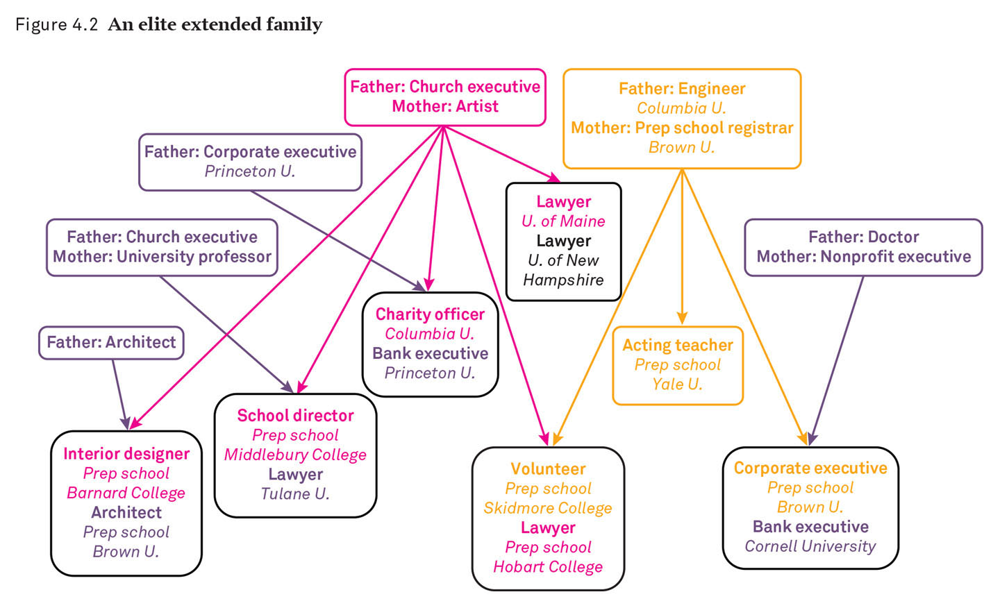 Figure 4.2 An elite extended family
Father: Church executive
Mother: Artist
Father: Engineer
Columbia U.
Mother: Prep school registrar
Brown U.
Father: Corporate executive
Princeton U.
Lawyer
U. of Maine
Lawyer
U. of New
Hampshire
Father: Church executive
Mother: University professor
Father: Doctor
Mother: Nonprofit executive
Charity officer
Columbia U.
Bank executive
Princeton U.
Father: Architect
Acting teacher
Prep school
Yale U.
School director
Prep school
Middlebury College
Lawyer
Tulane U.
Interior designer
Prep school
Barnard College
Architect
Prep school
Brown U.
Volunteer
Prep school
Skidmore College
Lawyer
Prep school
Hobart College
Corporate executive
Prep school
Brown U.
Bank executive
Cornell University